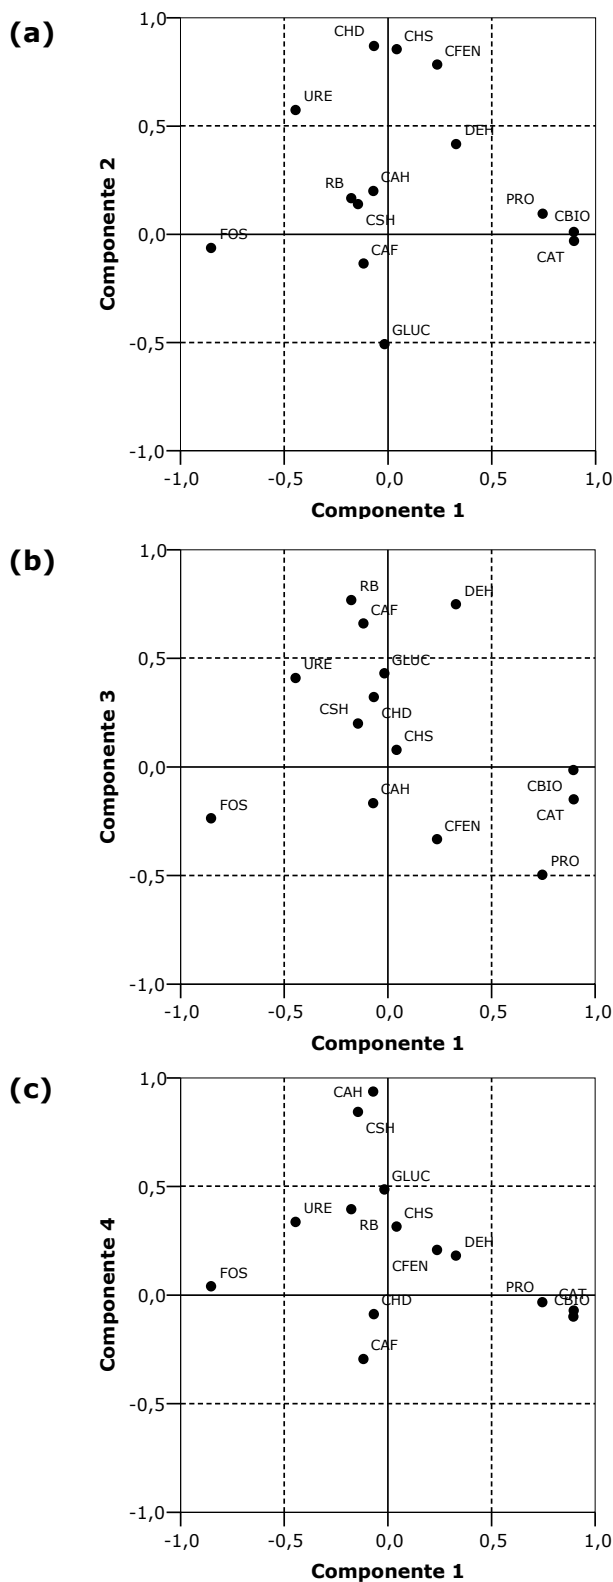 (a)
1,0
CHD
CHS
CFEN
URE
0,5
DEH
RB
CAH
CSH
PRO
CBIO
FOS
0,0
CAF
CAT
GLUC
-0,5
-1,0
-1,0 -0,5 0,0 0,5 1,0
Componente 2
Componente 1
(b)
1,0
RB
DEH
CAF
0,5
URE
GLUC
CSH
CHD
CHS
0,0
CAH
CBIO
FOS
CAT
CFEN
PRO
-0,5
-1,0
-1,0 -0,5 0,0 0,5 1,0
Componente 3
Componente 1
(c)
1,0
CAH
CSH
0,5
GLUC
URE
RB
CHS
DEH
CFEN
FOS
PRO
CAT
CBIO
0,0
CHD
CAF
-0,5
-1,0
-1,0 -0,5 0,0 0,5 1,0
Componente 4
Componente 1